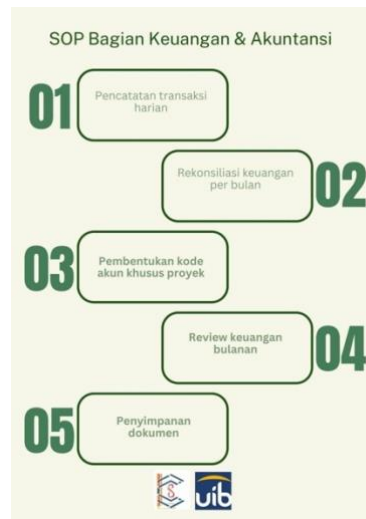 SOP Bagian Keuangan & Akuntansi
01
Pencatatan transaksi
harian
Rekonsiliasi keuangan
per bulan
02
03
Pembentukan kode
akun khusus proyek
Review keuangan
bulanan
04
05
Penyimpanan
dokumen
uib